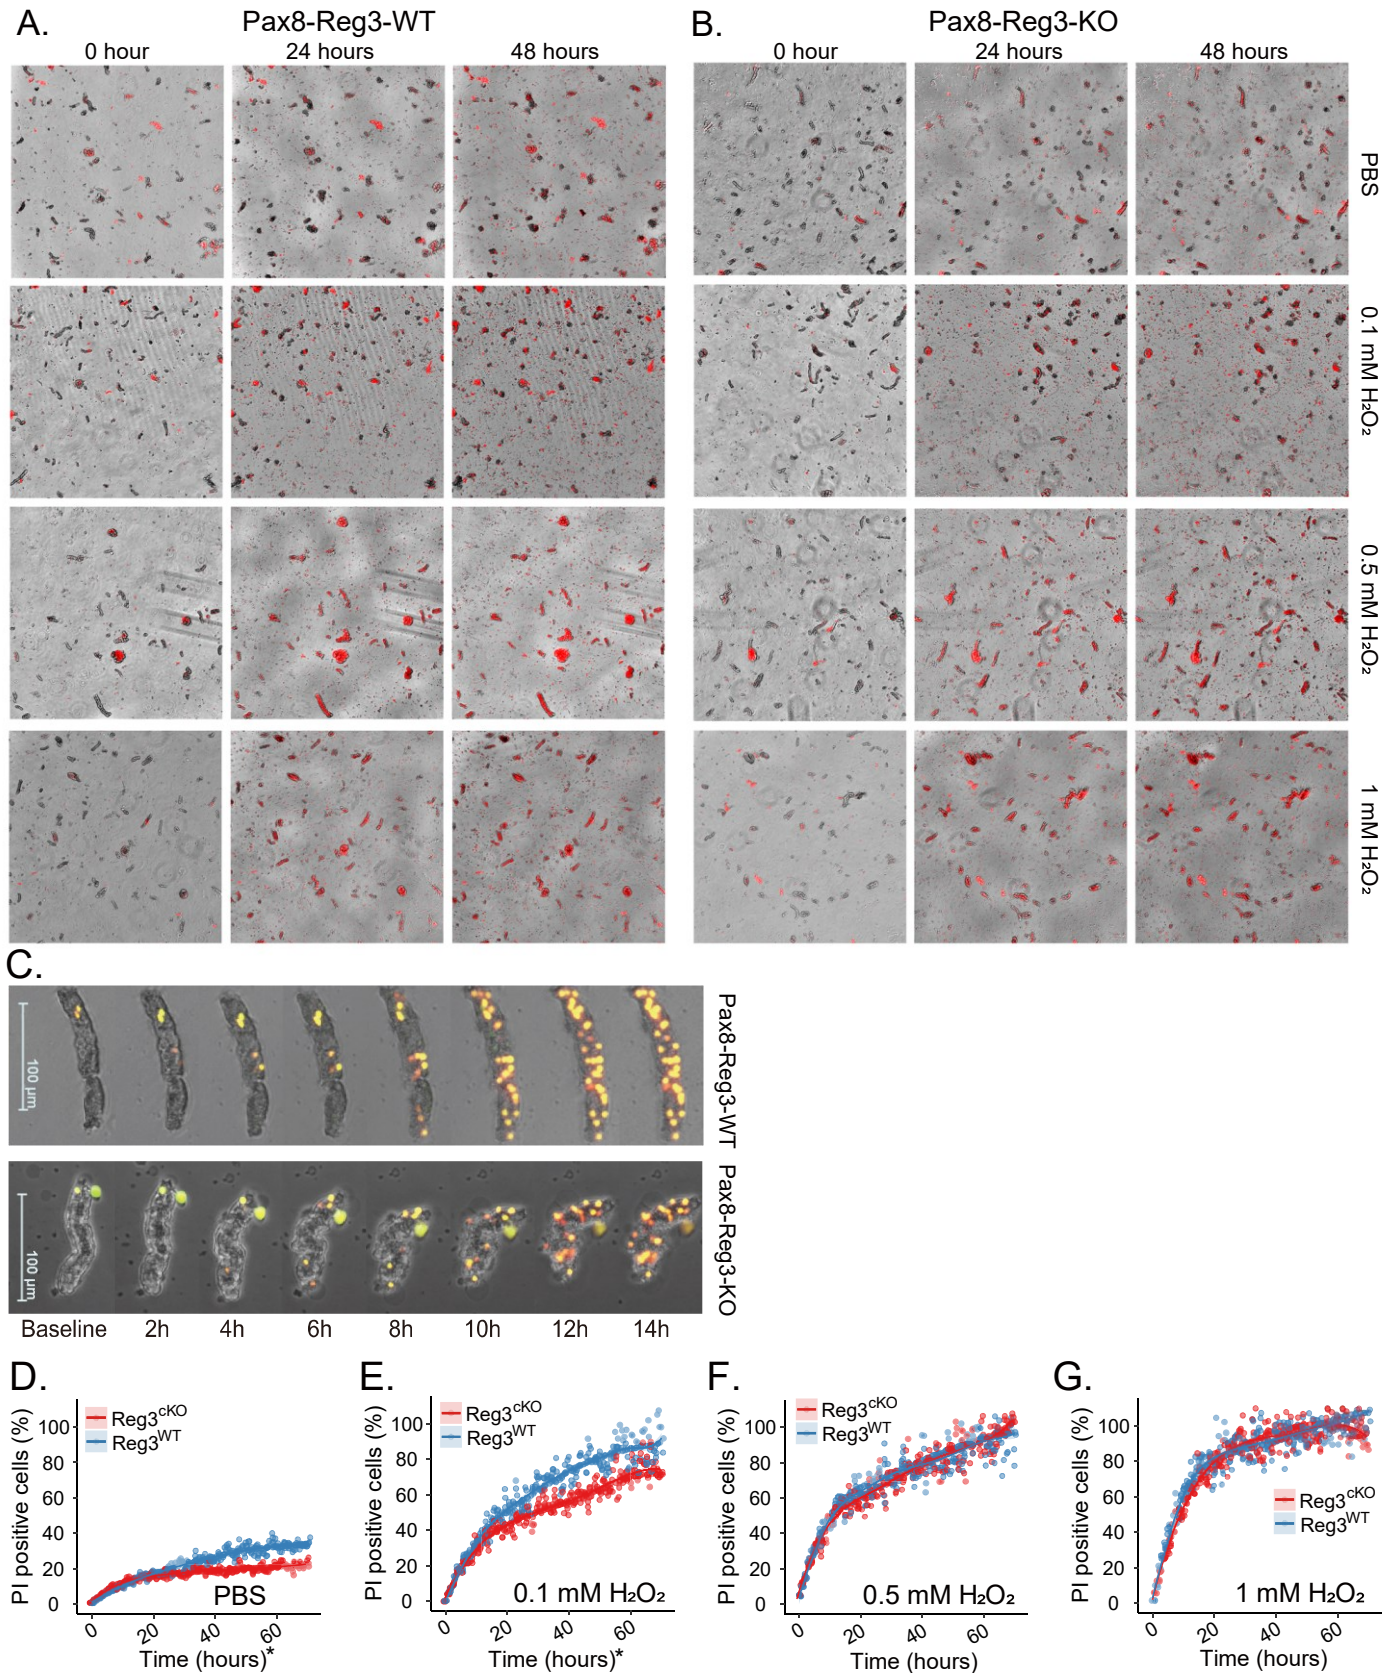 A. Pax8-Reg3-WT
0 hour 24 hours 48 hours
B. Pax8-Reg3-KO
0 hour 24 hours 48 hours
PBS
0.1 mM H₂O₂
0.5 mM H₂O₂
1 mM H₂O₂
C.
100 µm
Pax8-Reg3-WT
100 µm
Pax8-Reg3-KO
Baseline 2h 4h 6h 8h 10h 12h 14h
D.
PI positive cells (%)
100
80
60
40
20
0
Reg3cKO
Reg3WT
PBS
0 20 40 60
Time (hours)*
E.
PI positive cells (%)
100
80
60
40
20
0
Reg3cKO
Reg3WT
0.1 mM H₂O₂
0 20 40 60
Time (hours)*
F.
PI positive cells (%)
100
80
60
40
20
0
Reg3cKO
Reg3WT
0.5 mM H₂O₂
0 20 40 60
Time (hours)
G.
PI positive cells (%)
100
80
60
40
20
0
Reg3cKO
Reg3WT
1 mM H₂O₂
0 20 40 60
Time (hours)